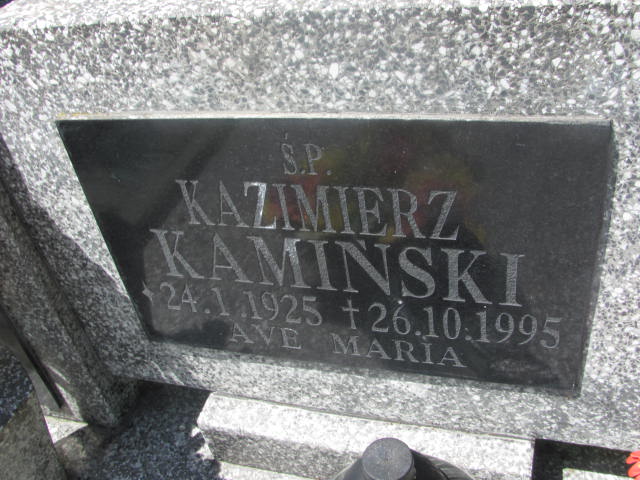 Ś.P.
KAZIMIERZ
KAMIŃSKI
* 24.1.1925 † 26.10.1995
AVE MARIA